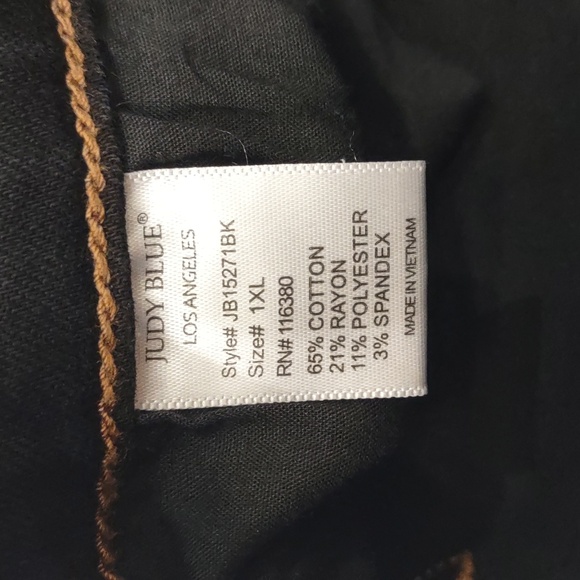 JUDY BLUE®
LOS ANGELES
Style# JB15271BK
Size# 1XL
RN# 116380
65% COTTON
21% RAYON
11% POLYESTER
3% SPANDEX
MADE IN VIETNAM